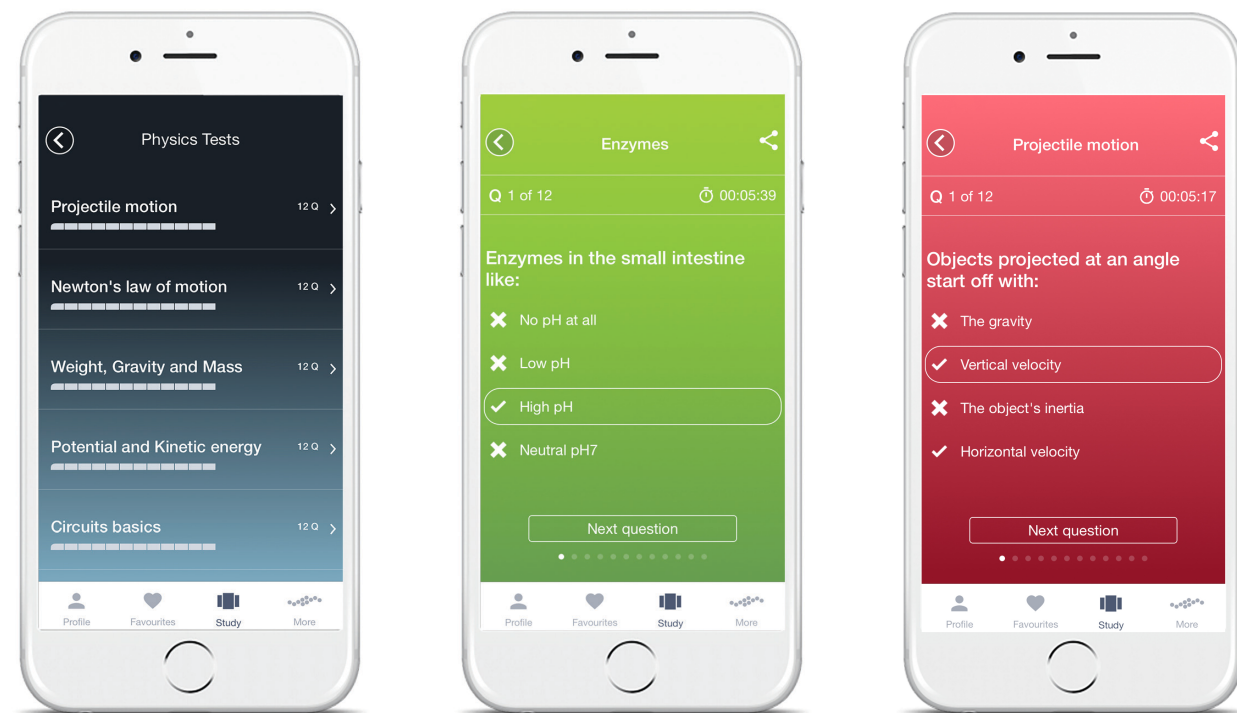 Physics Tests
Projectile motion
12 Q
Newton's law of motion
12 Q
Weight, Gravity and Mass
12 Q
Potential and Kinetic energy
12 Q
Circuits basics
12 Q
Profile
Favourites
Study
More
Enzymes
Q 1 of 12
00:05:39
Enzymes in the small intestine
like:
No pH at all
Low pH
High pH
Neutral pH7
Next question
Profile
Favourites
Study
More
Projectile motion
Q 1 of 12
00:05:17
Objects projected at an angle
start off with:
The gravity
Vertical velocity
The object's inertia
Horizontal velocity
Next question
Profile
Favourites
Study
More